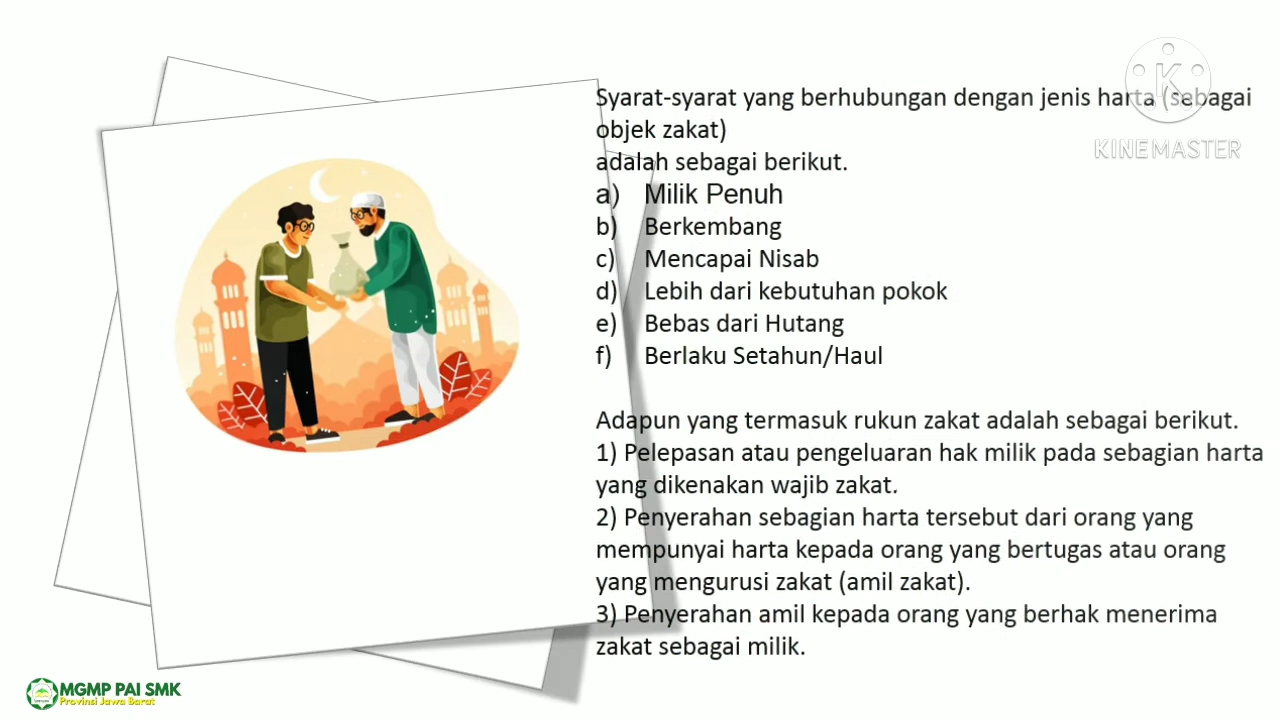 Syarat-syarat yang berhubungan dengan jenis harta (sebagai
objek zakat)
adalah sebagai berikut.
a) Milik Penuh
b) Berkembang
c) Mencapai Nisab
d) Lebih dari kebutuhan pokok
e) Bebas dari Hutang
f) Berlaku Setahun/Haul
Adapun yang termasuk rukun zakat adalah sebagai berikut.
1) Pelepasan atau pengeluaran hak milik pada sebagian harta
yang dikenakan wajib zakat.
2) Penyerahan sebagian harta tersebut dari orang yang
mempunyai harta kepada orang yang bertugas atau orang
yang mengurusi zakat (amil zakat).
3) Penyerahan amil kepada orang yang berhak menerima
zakat sebagai milik.
K
KINEMASTER
MGMP PAI SMK
Provinsi Jawa Barat